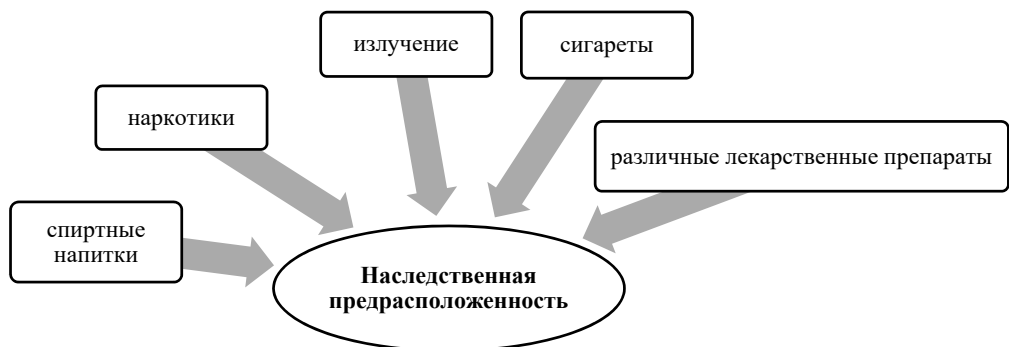 излучение
сигареты
наркотики
различные лекарственные препараты
спиртные
напитки
Наследственная
предрасположенность